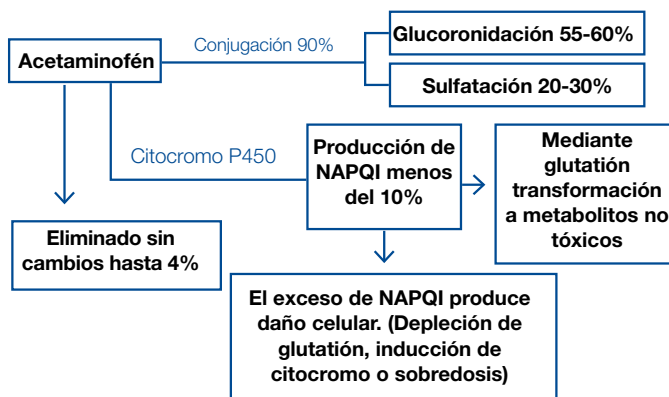 Glucoronidación 55-60%
Conjugación 90%
Acetaminofén
Sulfatación 20-30%
Citocromo P450
Producción de
NAPQI menos
del 10%
Mediante
glutatión
transformación
a metabolitos no
tóxicos
Eliminado sin
cambios hasta 4%
El exceso de NAPQI produce
daño celular. (Depleción de
glutatión, inducción de
citocromo o sobredosis)